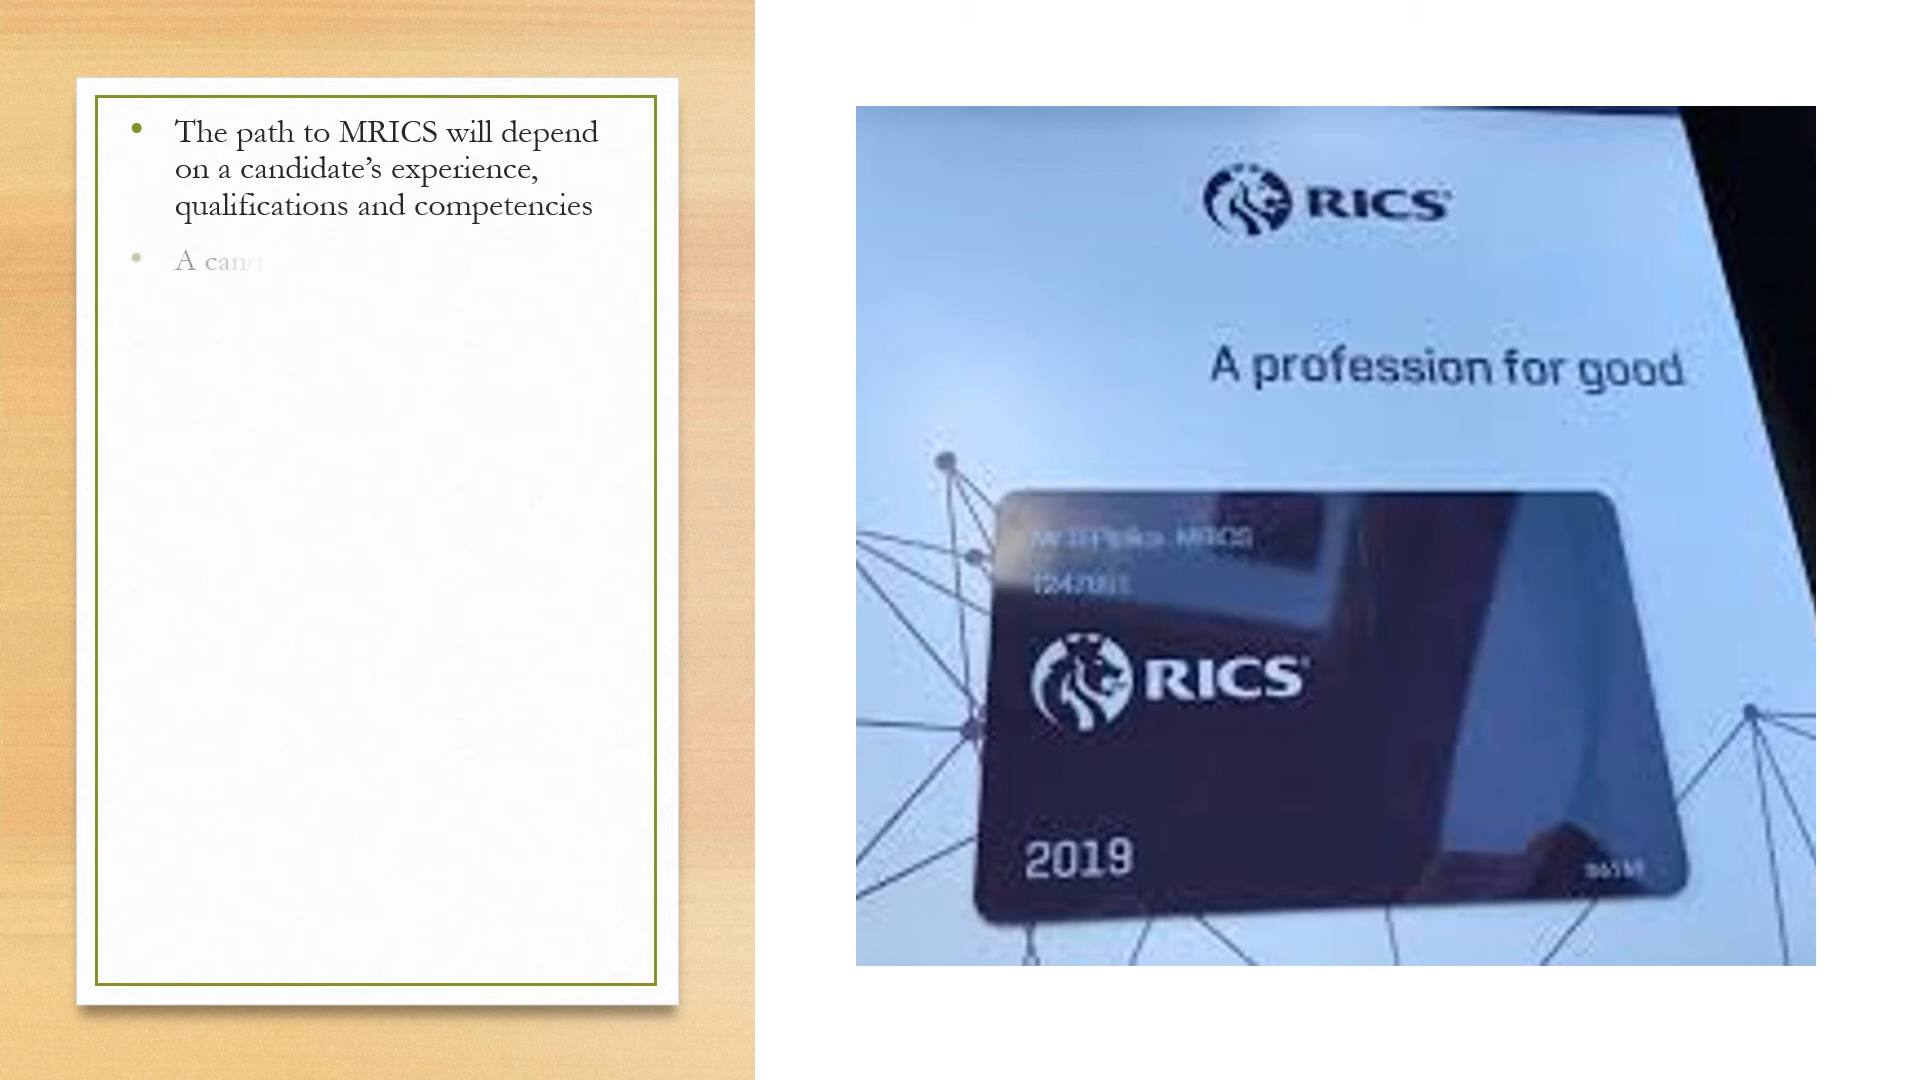 • The path to MRICS will depend
on a candidate’s experience,
qualifications and competencies
• A cand
RICS
A profession for good
MRICS
RICS
2019